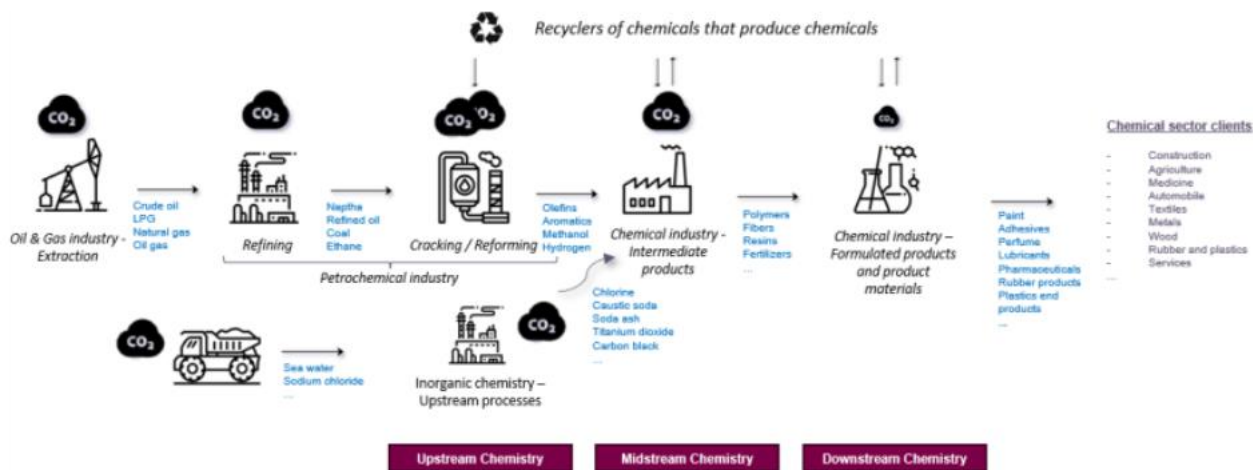 Recyclers of chemicals that produce chemicals
CO2
CO2
CO2
CO2
CO2
CO2
Chemical sector clients
- Construction
- Agriculture
- Medicine
- Automobile
- Textiles
- Metals
- Wood
- Rubber and plastics
- Services
...
Crude oil
LPG
Natural gas
Oil gas
Naptha
Refined oil
Coal
Ethane
Olefins
Aromatics
Methanol
Hydrogen
Polymers
Fibers
Resins
Fertilizers
...
Paint
Adhesives
Perfume
Lubricants
Pharmaceuticals
Rubber products
Plastics end
products
...
Oil & Gas industry -
Extraction
Refining
Cracking / Reforming
Chemical industry -
Intermediate
products
Chemical industry –
Formulated products
and product
materials
Petrochemical industry
CO2
CO2
Chlorine
Caustic soda
Soda ash
Titanium dioxide
Carbon black
...
Sea water
Sodium chloride
...
Inorganic chemistry –
Upstream processes
Upstream Chemistry
Midstream Chemistry
Downstream Chemistry